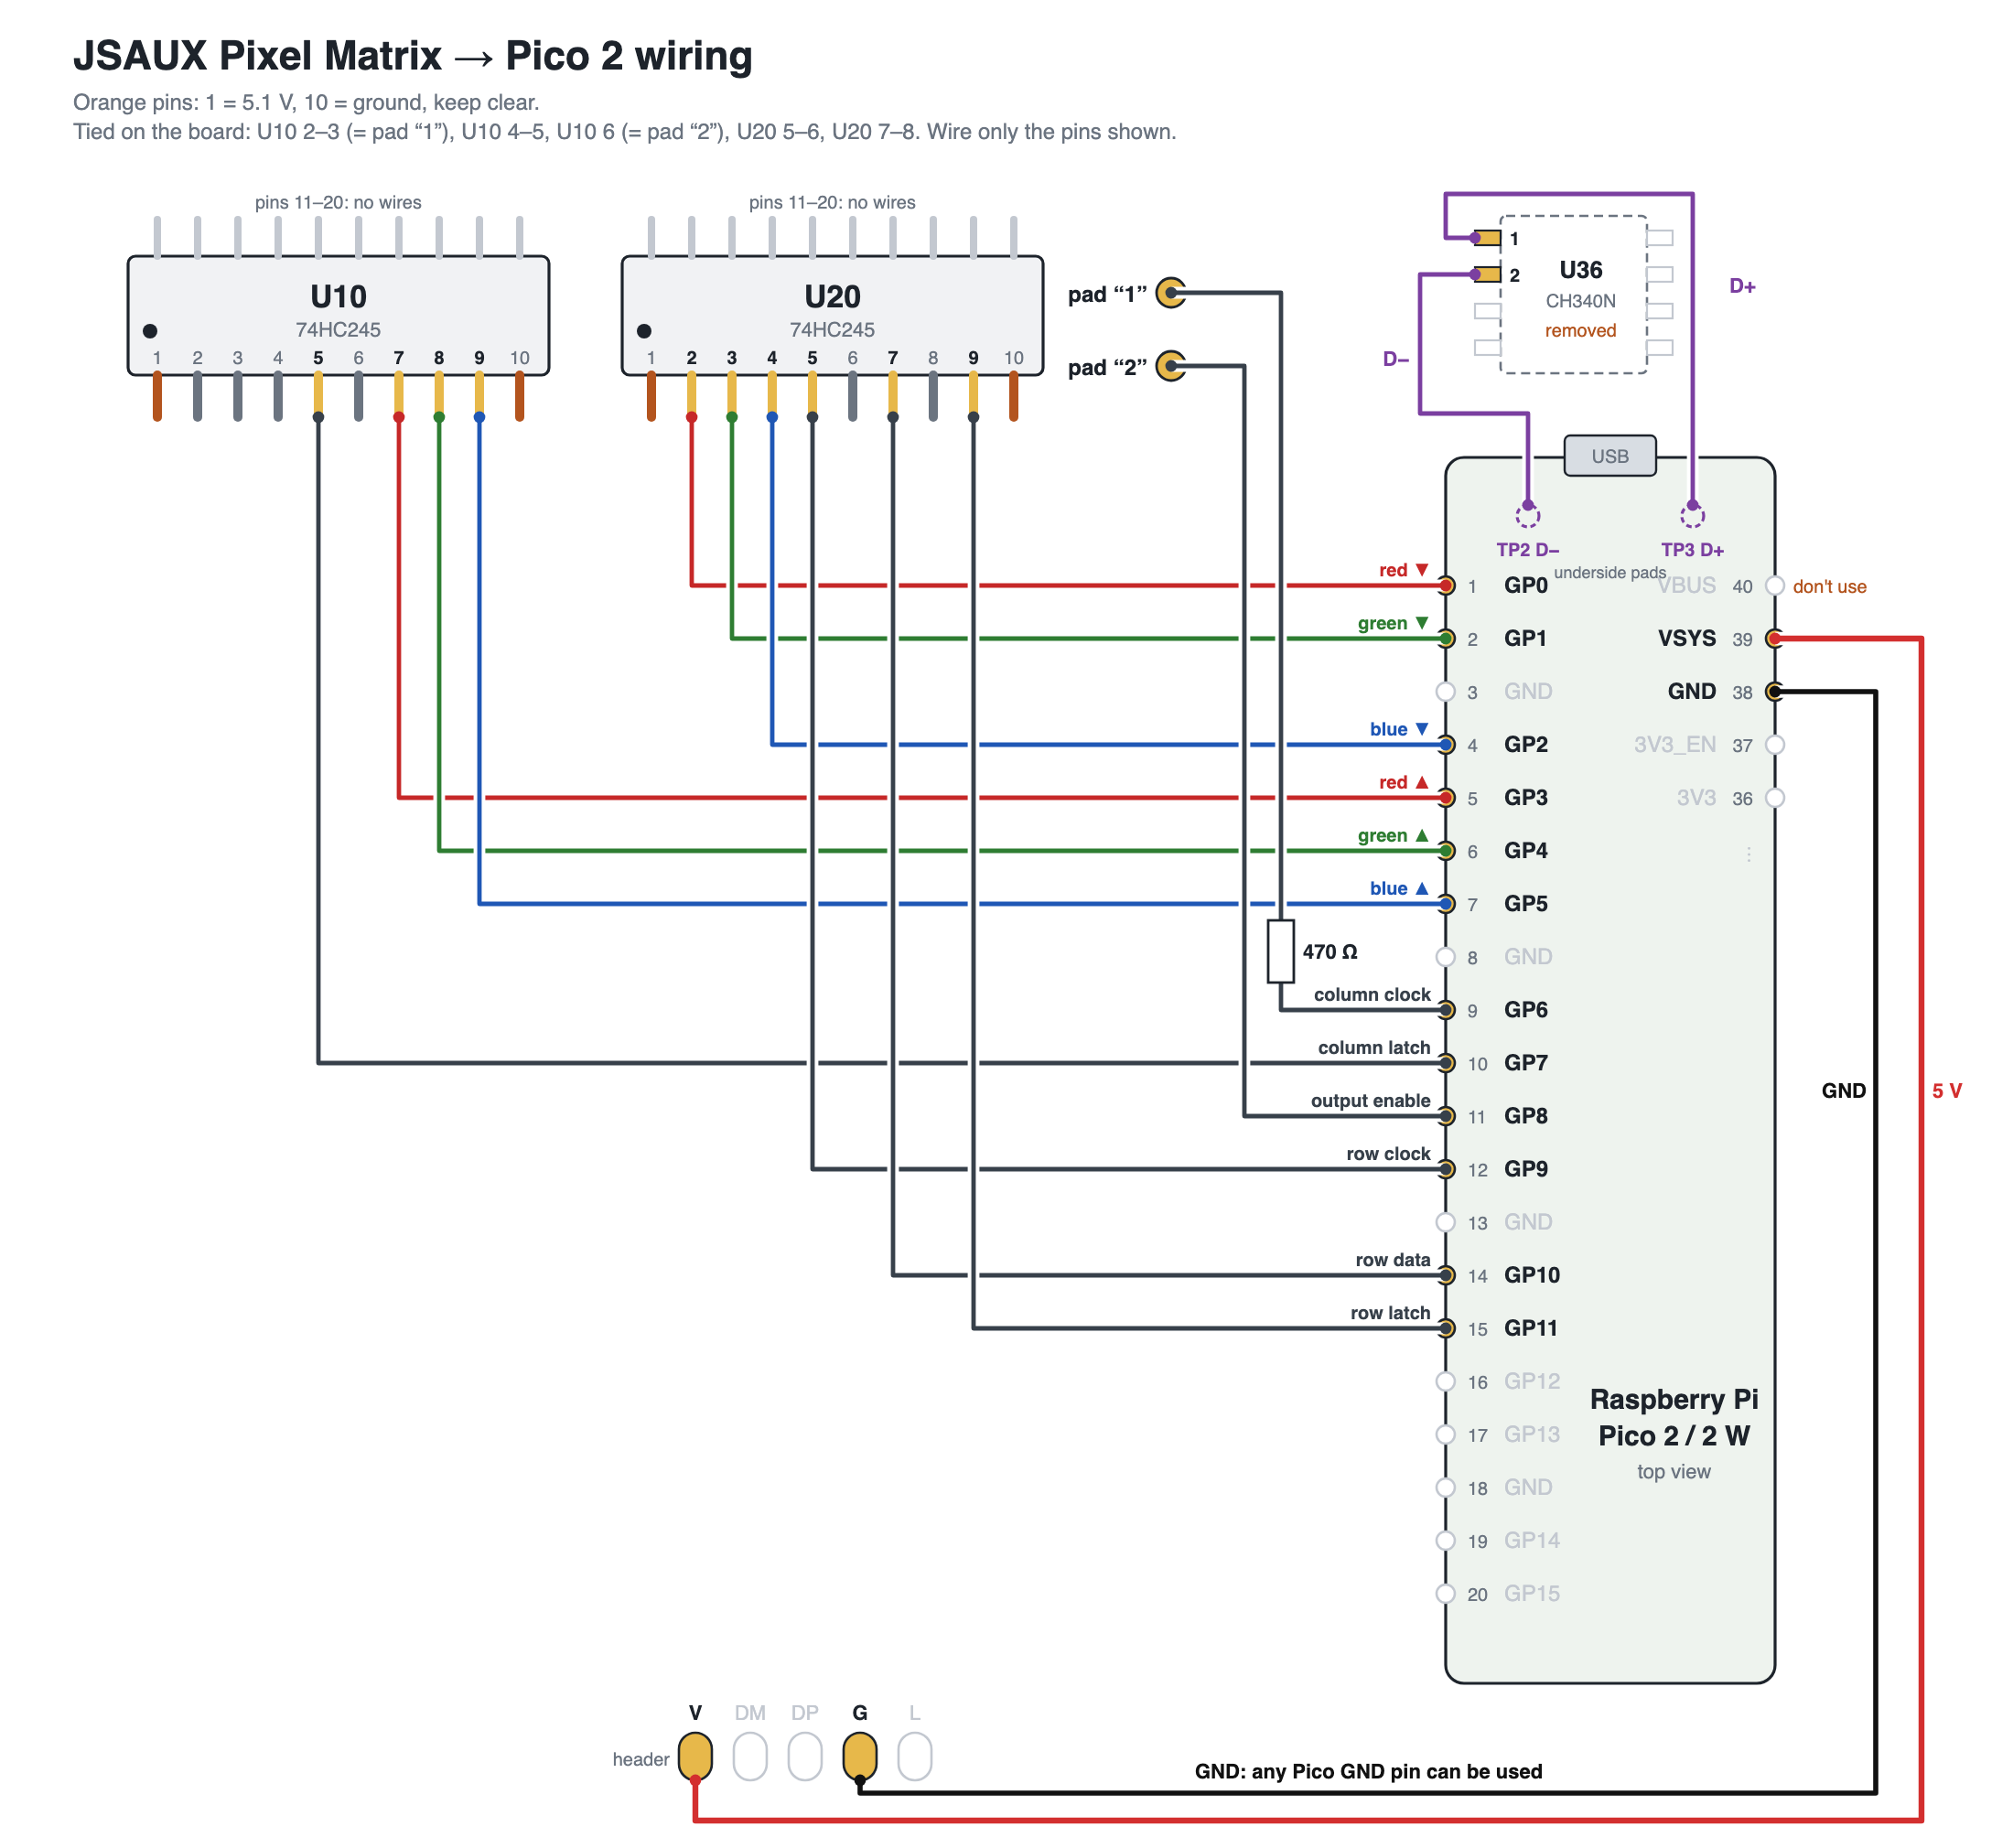 JSAUX Pixel Matrix → Pico 2 wiring
Orange pins: 1 = 5.1 V, 10 = ground, keep clear.
Tied on the board: U10 2–3 (= pad “1”), U10 4–5, U10 6 (= pad “2”), U20 5–6, U20 7–8. Wire only the pins shown.
pins 11–20: no wires
U10
74HC245
1 2 3 4 5 6 7 8 9 10
pins 11–20: no wires
U20
74HC245
1 2 3 4 5 6 7 8 9 10
pad “1”
pad “2”
1
2
U36
CH340N
removed
D+
D–
USB
TP2 D–
TP3 D+
underside pads
red ▼
1 GP0
VBUS 40
don't use
green ▼
2 GP1
VSYS 39
3 GND
GND 38
blue ▼
4 GP2
3V3_EN 37
red ▲
5 GP3
3V3 36
green ▲
6 GP4
⋮
blue ▲
7 GP5
470 Ω
8 GND
column clock
9 GP6
column latch
10 GP7
GND
5 V
output enable
11 GP8
row clock
12 GP9
13 GND
row data
14 GP10
row latch
15 GP11
16 GP12
17 GP13
18 GND
19 GP14
20 GP15
Raspberry Pi
Pico 2 / 2 W
top view
V DM DP G L
header
GND: any Pico GND pin can be used